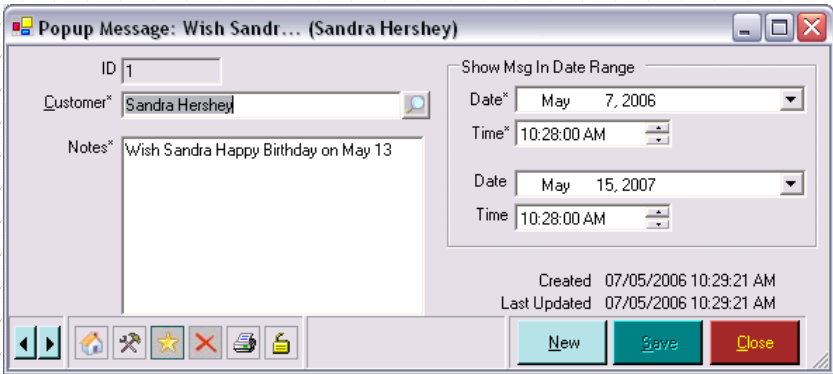 Popup Message: Wish Sandr... (Sandra Hershey)
ID 1
Customer* Sandra Hershey
Notes* Wish Sandra Happy Birthday on May 13
Show Msg In Date Range
Date* May 7, 2006
Time* 10:28:00 AM
Date May 15, 2007
Time 10:28:00 AM
Created 07/05/2006 10:29:21 AM
Last Updated 07/05/2006 10:29:21 AM
New Save Close